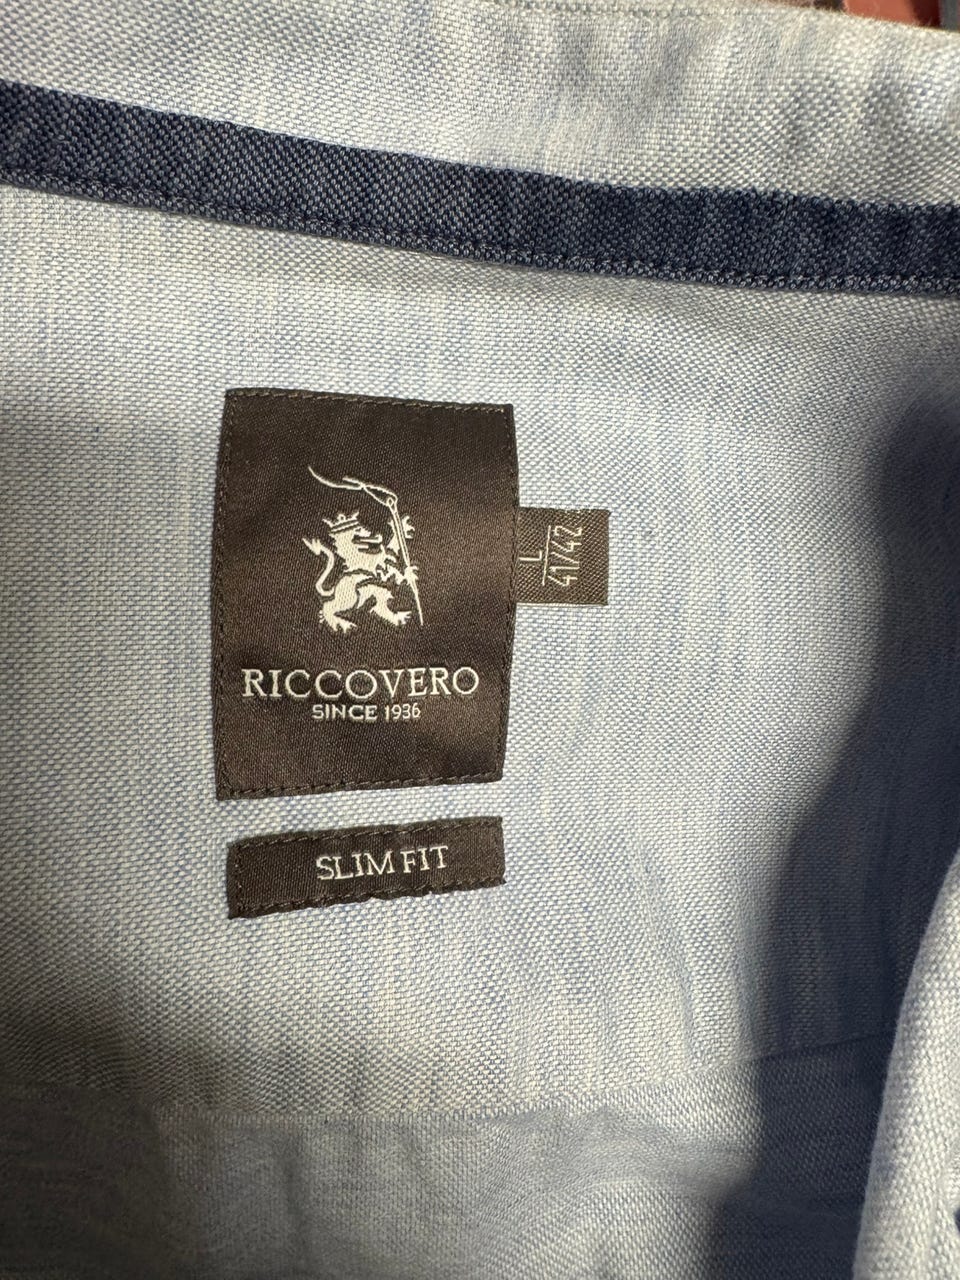 RICCOVERO
SINCE 1936
L
41/42
SLIM FIT